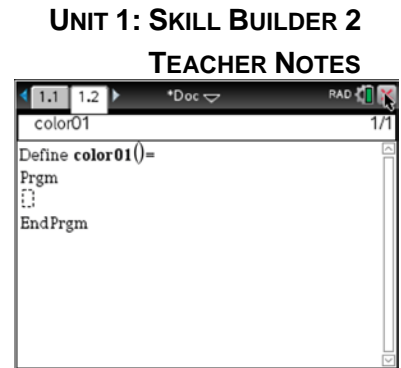 UNIT 1: SKILL BUILDER 2
TEACHER NOTES
1.1 1.2 *Doc RAD
color01 1/1
Define color01()=
Prgm
EndPrgm